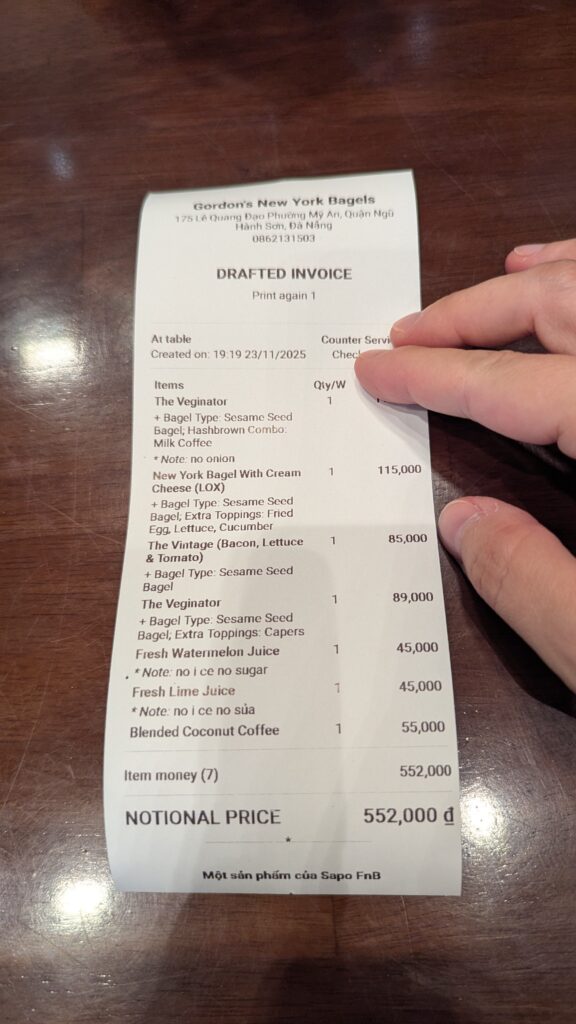 Gordon's New York Bagels
175 Lê Quang Đạo Phường Mỹ An, Quận Ngũ
Hành Sơn, Đà Nẵng
0862131503
DRAFTED INVOICE
Print again 1
At table Counter Servi
Created on: 19:19 23/11/2025 Chec
Items Qty/W
The Veginator 1
+ Bagel Type: Sesame Seed
Bagel; Hashbrown Combo:
Milk Coffee
* Note: no onion
New York Bagel With Cream 1 115,000
Cheese (LOX)
+ Bagel Type: Sesame Seed
Bagel; Extra Toppings: Fried
Egg, Lettuce, Cucumber
The Vintage (Bacon, Lettuce 1 85,000
& Tomato)
+ Bagel Type: Sesame Seed
Bagel
The Veginator 1 89,000
+ Bagel Type: Sesame Seed
Bagel; Extra Toppings: Capers
Fresh Watermelon Juice 1 45,000
* Note: no i ce no sugar
Fresh Lime Juice 1 45,000
* Note: no i ce no sủa
Blended Coconut Coffee 1 55,000
Item money (7) 552,000
NOTIONAL PRICE 552,000 ₫
*
Một sản phẩm của Sapo FnB